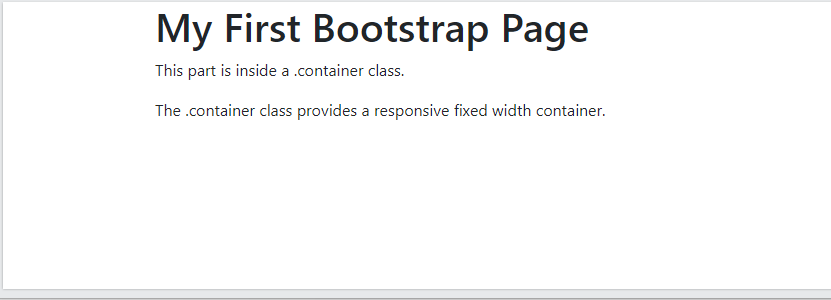 My First Bootstrap Page
This part is inside a .container class.
The .container class provides a responsive fixed width container.